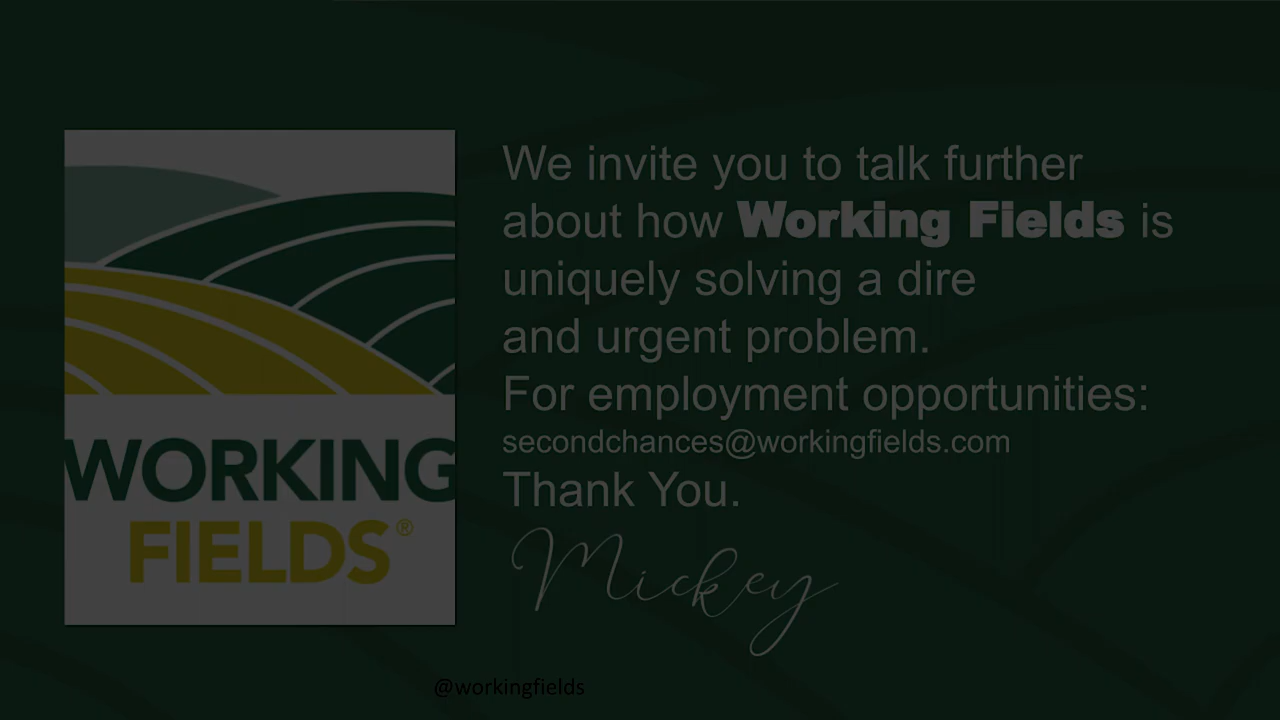 WORKING
FIELDS®
We invite you to talk further
about how Working Fields is
uniquely solving a dire
and urgent problem.
For employment opportunities:
secondchances@workingfields.com
Thank You.
Mickey
@workingfields